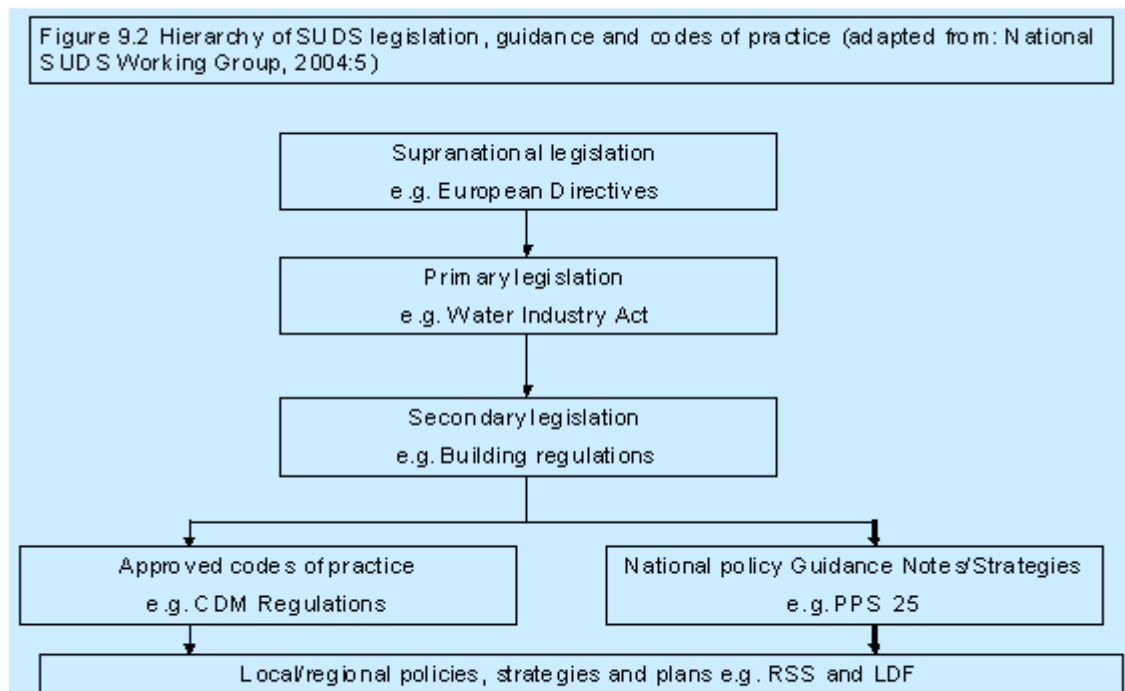 Figure 9.2 Hierarchy of SUDS legislation, guidance and codes of practice (adapted from: National
SUDS Working Group, 2004:5)
Supranational legislation
e.g. European Directives
Primary legislation
e.g. Water Industry Act
Secondary legislation
e.g. Building regulations
Approved codes of practice
e.g. CDM Regulations
National policy Guidance Notes/Strategies
e.g. PPS 25
Local/regional policies, strategies and plans e.g. RSS and LDF